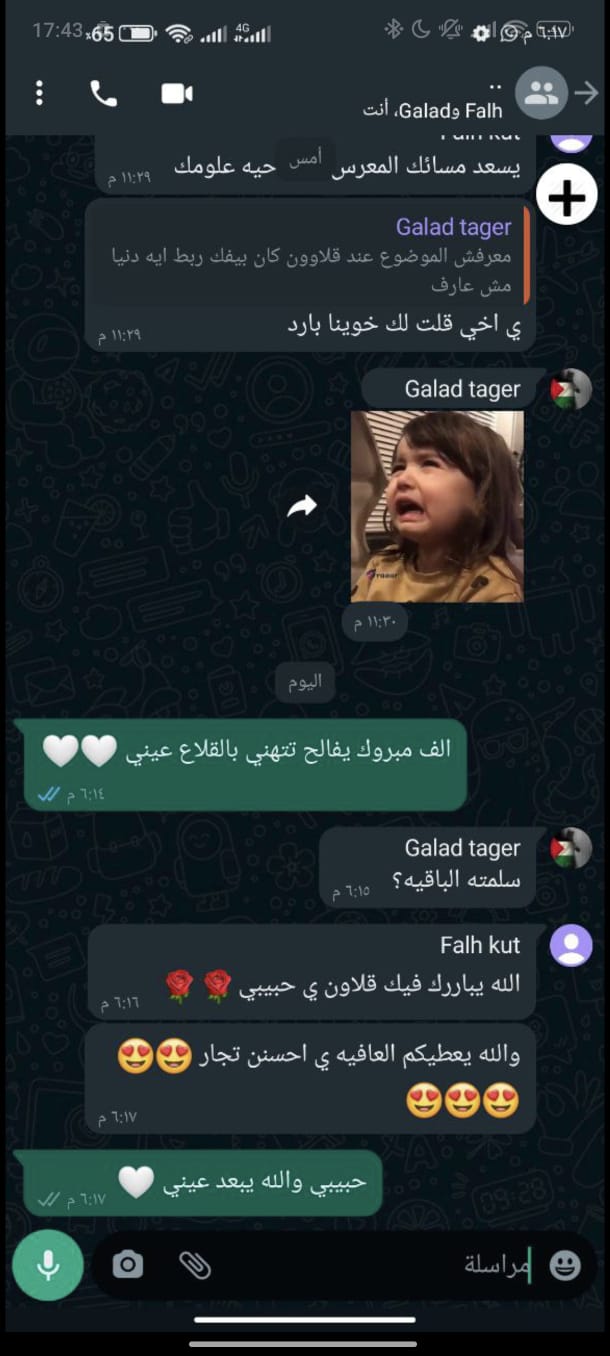 17:43
65
4G
٦:١٧ م
..
Falh وGalad، أنت
Falh kut
أمس
يسعد مسائك المعرس
حيه علومك
١١:٢٩ م
Galad tager
معرفش الموضوع عند قلاوون كان بيفك ربط ايه دنيا
مش عارف
ي اخي قلت لك خوينا بارد
١١:٢٩ م
Galad tager
١١:٣٠ م
اليوم
الف مبروك يفالح تتهني بالقلاع عيني 🤍🤍
٦:١٤ م
Galad tager
سلمته الباقيه؟
٦:١٥ م
Falh kut
الله يباررك فيك قلاون ي حبيبي 🌹🌹
٦:١٦ م
والله يعطيكم العافيه ي احسنن تجار 😍😍
😍😍😍
٦:١٧ م
حبيبي والله يبعد عيني 🤍
٦:١٧ م
مراسلة